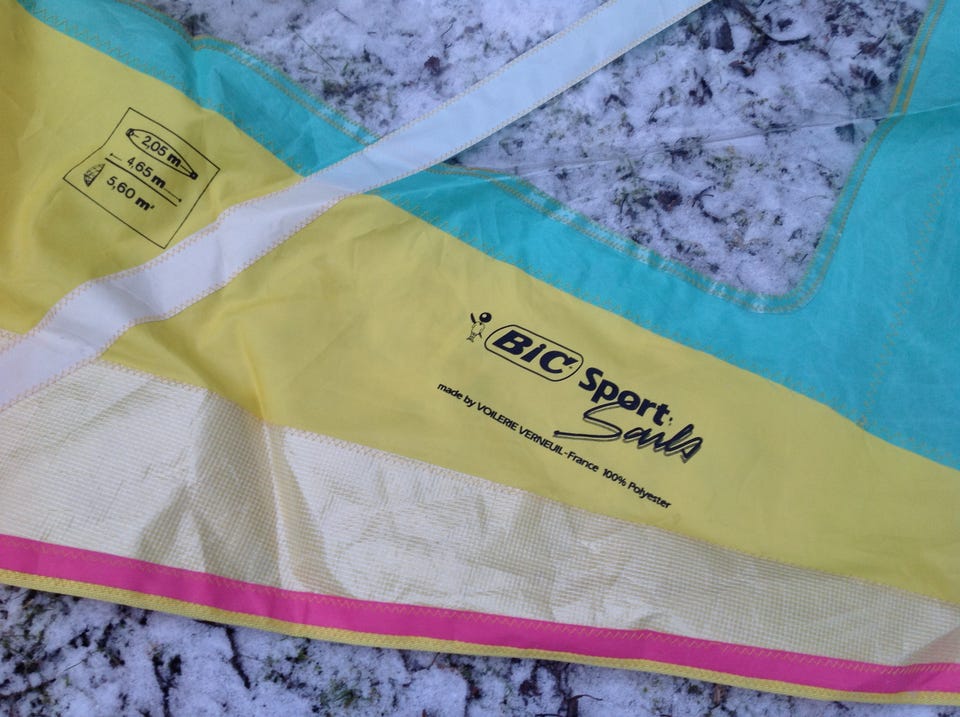 2,05 m
4,65 m
5,60 m²
BiC Sport
Sails
made by VOILERIE VERNEUIL-France 100% Polyester